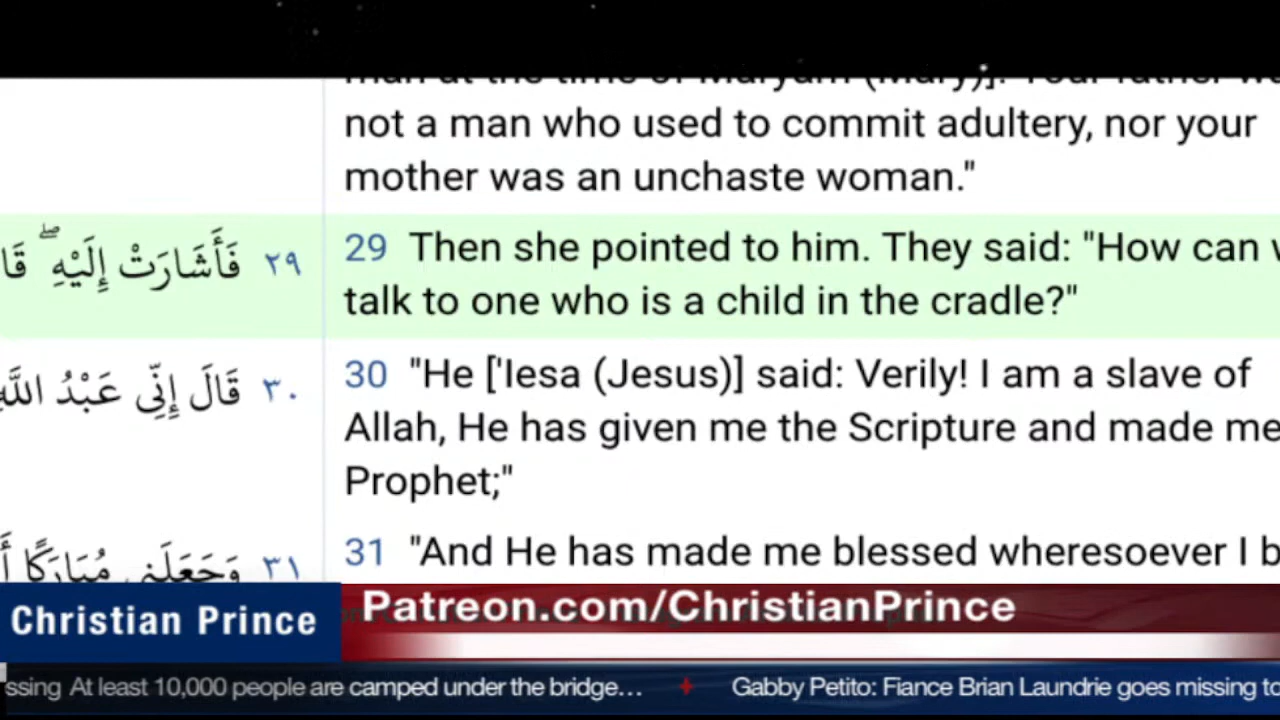 not a man who used to commit adultery, nor your
mother was an unchaste woman."
فَأَشَارَتْ إِلَيْهِ ۖ قَا ٢٩
29 Then she pointed to him. They said: "How can
talk to one who is a child in the cradle?"
قَالَ إِنِّي عَبْدُ اللَّهِ ٣٠
30 "He ['Iesa (Jesus)] said: Verily! I am a slave of
Allah, He has given me the Scripture and made me
Prophet;"
وَجَعَلَنِي مُبَارَكًا أَ ٣١
31 "And He has made me blessed wheresoever I b
Christian Prince
Patreon.com/ChristianPrince
ssing At least 10,000 people are camped under the bridge... Gabby Petito: Fiance Brian Laundrie goes missing to